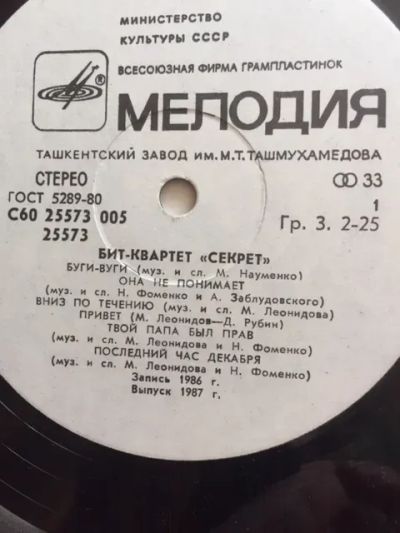 МИНИСТЕРСТВО
КУЛЬТУРЫ СССР
ВСЕСОЮЗНАЯ ФИРМА ГРАМПЛАСТИНОК
® МЕЛОДИЯ
ТАШКЕНТСКИЙ ЗАВОД ИМ. М.Т. ТАШМУХАМЕДОВА
СТЕРЕО 33
ГОСТ 5289-80 1
С60 25573 005 Гр. 3. 2-25
25573
БИТ-КВАРТЕТ «СЕКРЕТ»
БУГИ-ВУГИ (муз. и сл. М. Науменко)
ОНА НЕ ПОНИМАЕТ
(муз. и сл. Н. Фоменко и А. Заблудовского)
ВНИЗ ПО ТЕЧЕНИЮ (муз. и сл. М. Леонидова)
ПРИВЕТ (М. Леонидов—Д. Рубин)
ТВОЙ ПАПА БЫЛ ПРАВ
(муз. и сл. М. Леонидова и Н. Фоменко)
ПОСЛЕДНИЙ ЧАС ДЕКАБРЯ
(муз. и сл. М. Леонидова и Н. Фоменко)
Запись 1986 г.
Выпуск 1987 г.